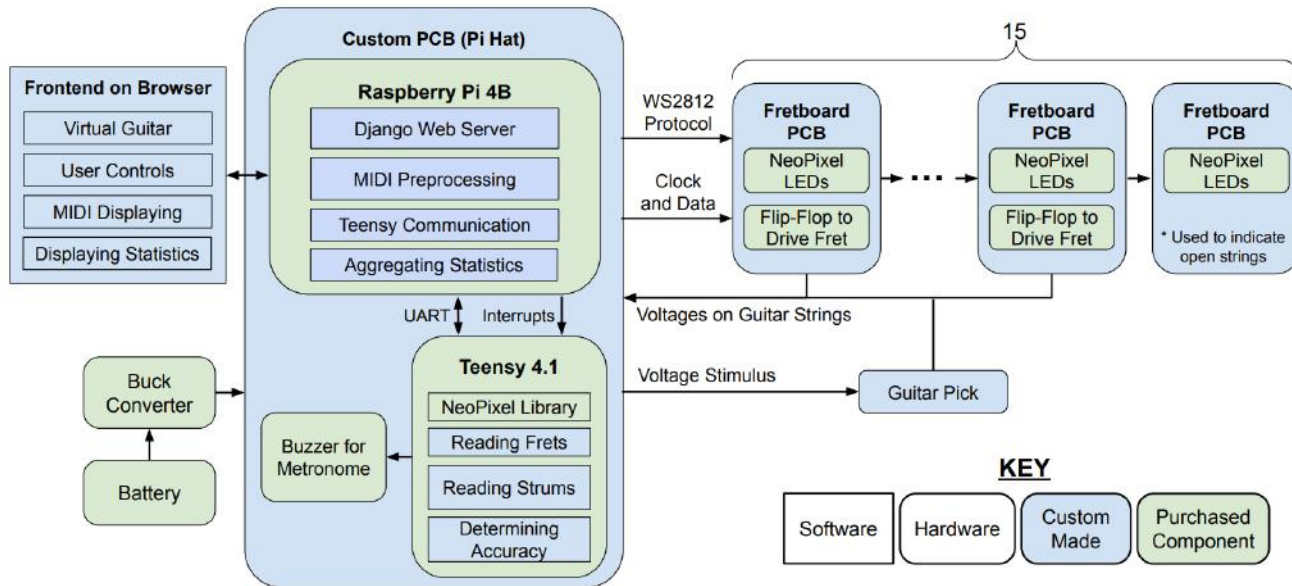 Custom PCB (Pi Hat)
15
Frontend on Browser
Virtual Guitar
User Controls
MIDI Displaying
Displaying Statistics
Raspberry Pi 4B
Django Web Server
MIDI Preprocessing
Teensy Communication
Aggregating Statistics
WS2812
Protocol
Clock
and Data
Fretboard
PCB
NeoPixel
LEDs
Flip-Flop to
Drive Fret
Fretboard
PCB
NeoPixel
LEDs
Flip-Flop to
Drive Fret
Fretboard
PCB
NeoPixel
LEDs
* Used to indicate
open strings
UART
Interrupts
Voltages on Guitar Strings
Voltage Stimulus
Guitar Pick
Buck
Converter
Battery
Buzzer for
Metronome
Teensy 4.1
NeoPixel Library
Reading Frets
Reading Strums
Determining
Accuracy
KEY
Software
Hardware
Custom
Made
Purchased
Component